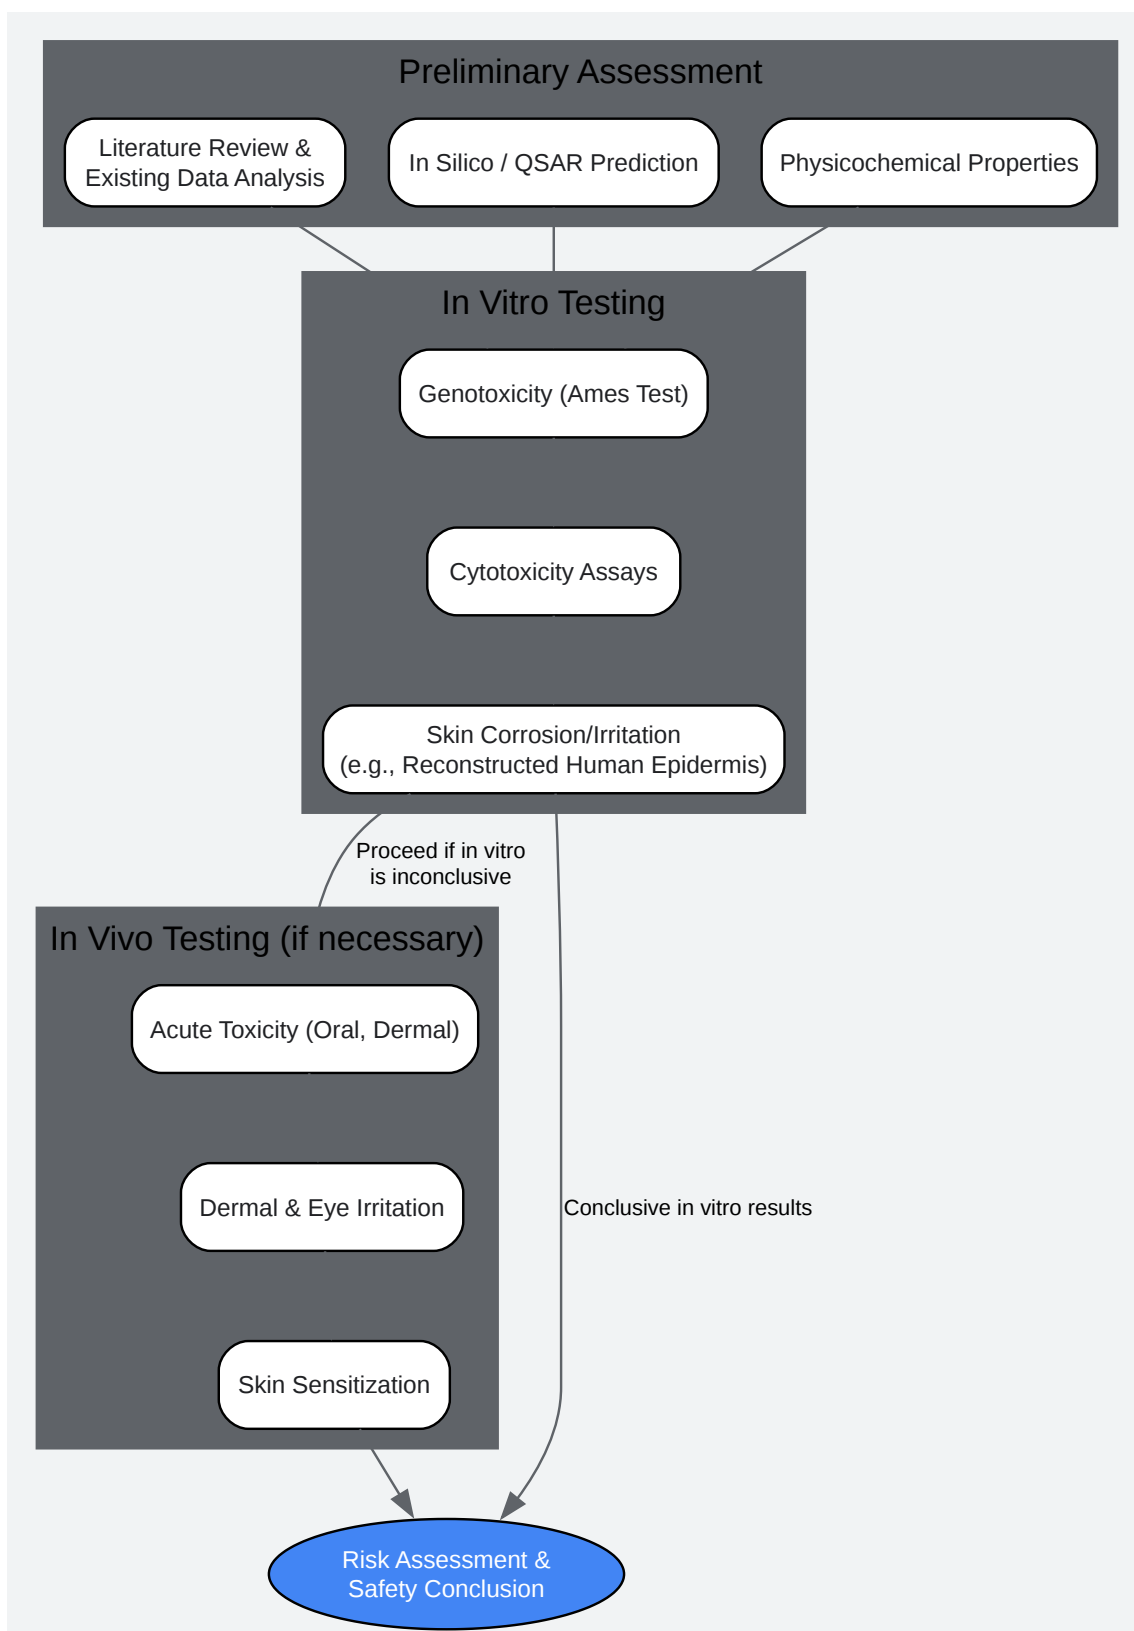 Preliminary Assessment
Literature Review &
Existing Data Analysis
In Silico / QSAR Prediction
Physicochemical Properties
In Vitro Testing
Genotoxicity (Ames Test)
Cytotoxicity Assays
Skin Corrosion/Irritation
(e.g., Reconstructed Human Epidermis)
Proceed if in vitro
is inconclusive
In Vivo Testing (if necessary)
Acute Toxicity (Oral, Dermal)
Dermal & Eye Irritation
Conclusive in vitro results
Skin Sensitization
Risk Assessment &
Safety Conclusion